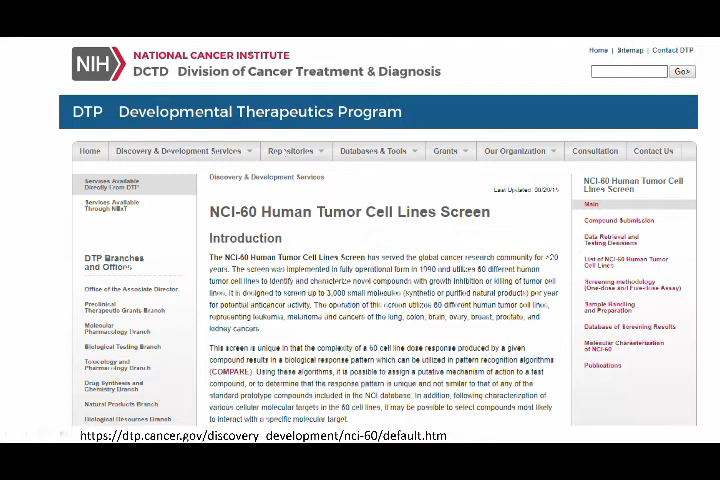 NIH
NATIONAL CANCER INSTITUTE
DCTD Division of Cancer Treatment & Diagnosis
Home | Sitemap | Contact DTP
Go>
DTP Developmental Therapeutics Program
Home
Discovery & Development Services
Repositories
Databases & Tools
Grants
Our Organization
Consultation
Contact Us
Services Available
Directly From DTP
Services Available
Through NExT
DTP Branches
and Offices
Office of the Associate Director
Preclinical
Therapeutic Grants Branch
Molecular
Pharmacology Branch
Biological Testing Branch
Toxicology and
Pharmacology Branch
Drug Synthesis and
Chemistry Branch
Natural Products Branch
Biological Resources Branch
Discovery & Development Services
Last Updated
NCI-60 Human Tumor Cell Lines Screen
Introduction
The NCI-60 Human Tumor Cell Lines Screen has served the global cancer research community for >20
years. The screen was implemented in fully operational form in 1990 and utilizes 60 different human
tumor cell lines to identify and characterize novel compounds with growth inhibition or killing of tumor cell
lines. It is designed to screen up to 3,000 small molecules (synthetic or purified natural products) per year
for potential anticancer activity. The operation of this screen utilizes 60 different human tumor cell lines,
representing leukemia, melanoma and cancers of the lung, colon, brain, ovary, breast, prostate, and
kidney cancers.
This screen is unique in that the complexity of a 60 cell line dose response produced by a given
compound results in a biological response pattern which can be utilized in pattern recognition algorithms
(COMPARE). Using these algorithms, it is possible to assign a putative mechanism of action to a test
compound, or to determine that the response pattern is unique and not similar to that of any of the
standard prototype compounds included in the NCI database. In addition, following characterization of
various cellular molecular targets in the 60 cell lines, it may be possible to select compounds most likely
to interact with a specific molecular target.
NCI-60 Human Tumor Cell
Lines Screen
Main
Compound Submission
Data Retrieval and
Testing Decisions
List of NCI-60 Human Tumor
Cell Lines
Screening methodology
(One-dose and Five-dose Assay)
Sample Handling
and Preparation
Database of Screening Results
Molecular Characterization
of NCI-60
Publications
https://dtp.cancer.gov/discovery_development/nci-60/default.htm